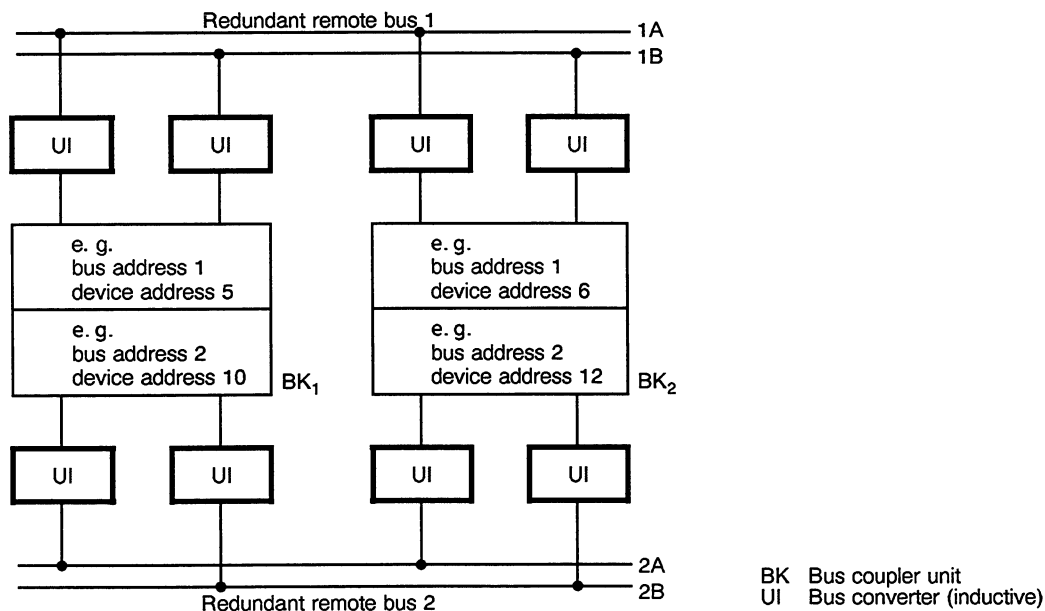 Redundant remote bus 1
1A
1B
UI UI UI UI
e. g.
bus address 1
device address 5
e. g.
bus address 2
device address 10
BK1
e. g.
bus address 1
device address 6
e. g.
bus address 2
device address 12
BK2
UI UI UI UI
2A
2B
Redundant remote bus 2
BK Bus coupler unit
UI Bus converter (inductive)